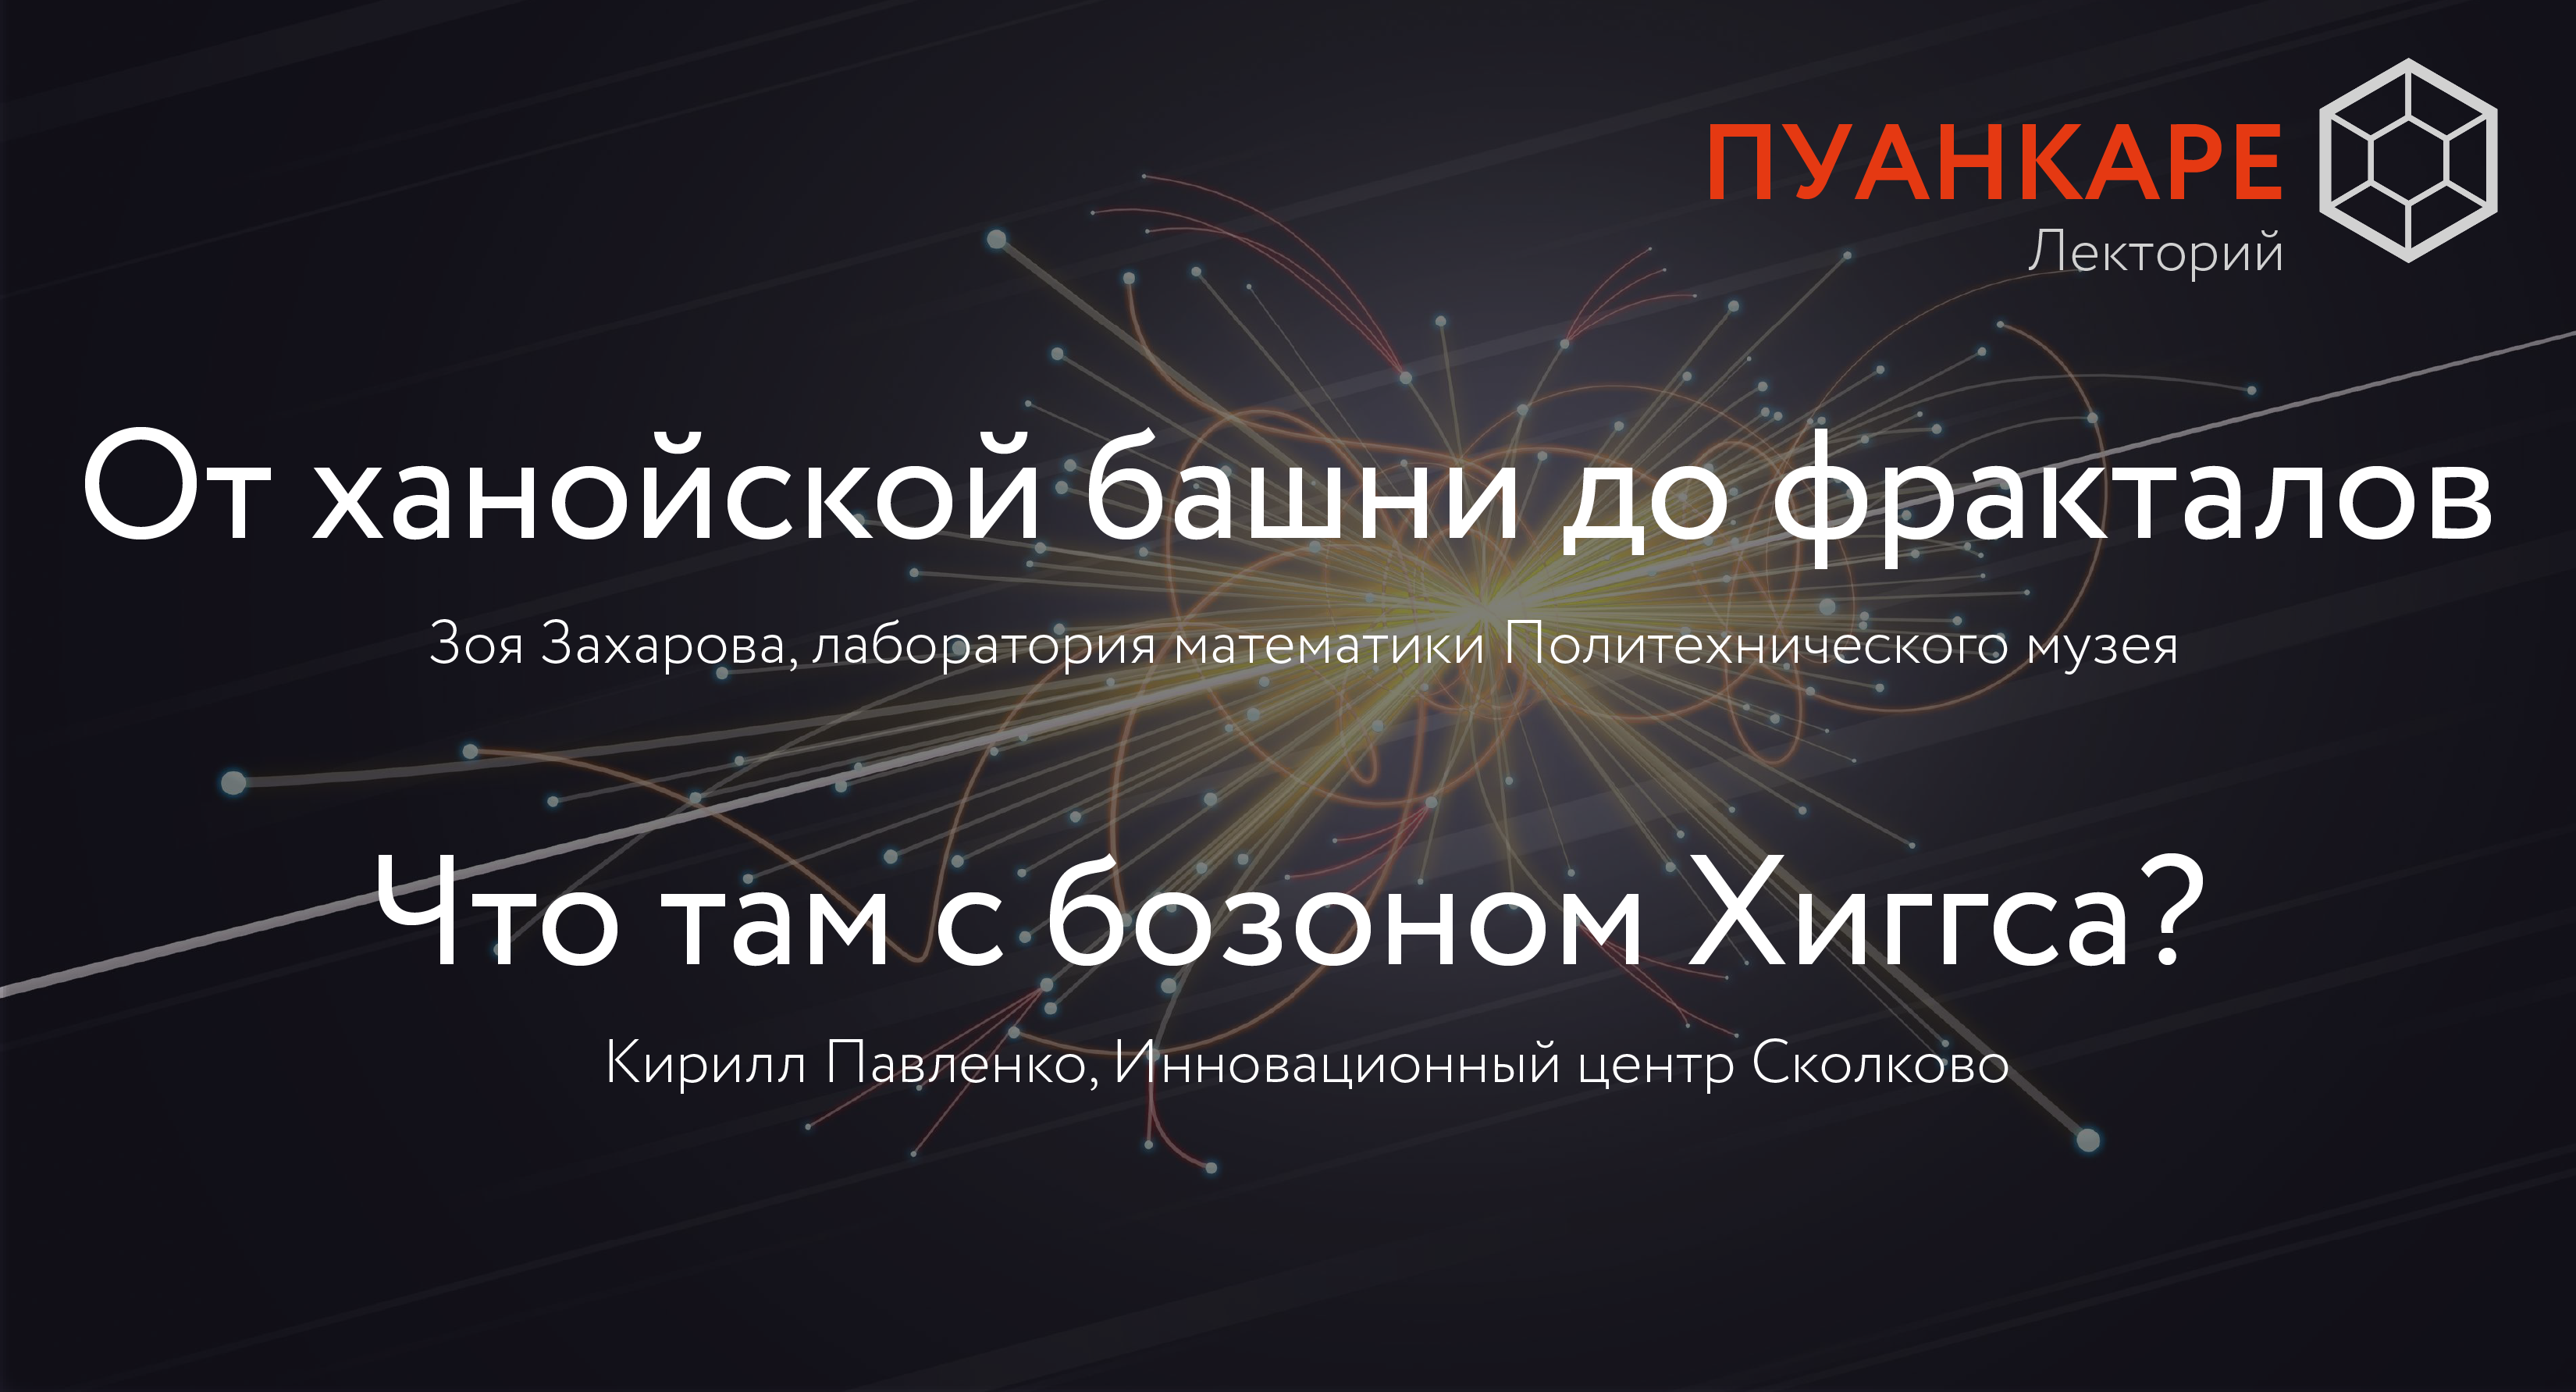 ПУАНКАРЕ
Лекторий
От ханойской башни до фракталов
Зоя Захарова, лаборатория математики Политехнического музея
Что там с бозоном Хиггса?
Кирилл Павленко, Инновационный центр Сколково